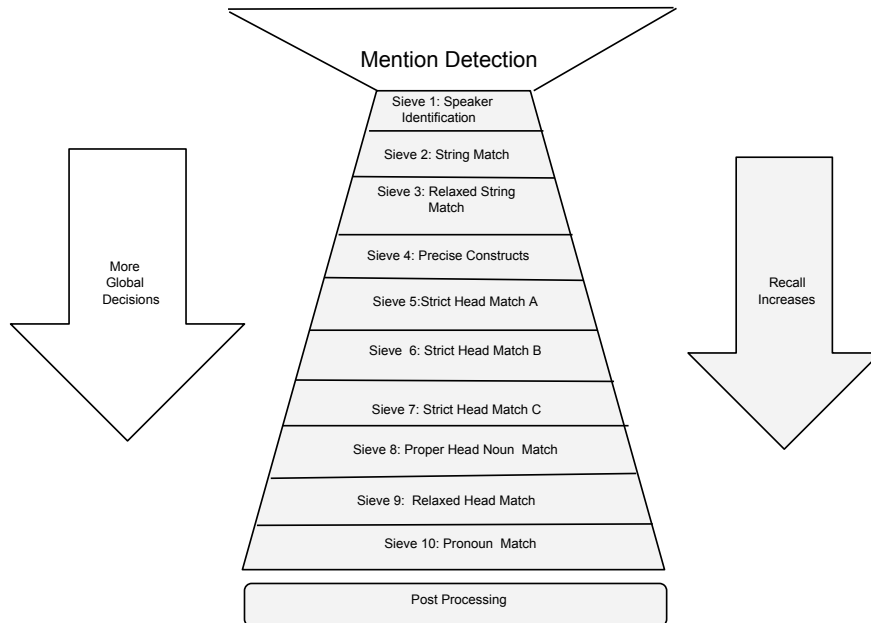 Mention Detection
Sieve 1: Speaker
Identification
Sieve 2: String Match
Sieve 3: Relaxed String
Match
Sieve 4: Precise Constructs
Sieve 5:Strict Head Match A
Sieve 6: Strict Head Match B
Sieve 7: Strict Head Match C
Sieve 8: Proper Head Noun Match
Sieve 9: Relaxed Head Match
Sieve 10: Pronoun Match
Post Processing
More
Global
Decisions
Recall
Increases